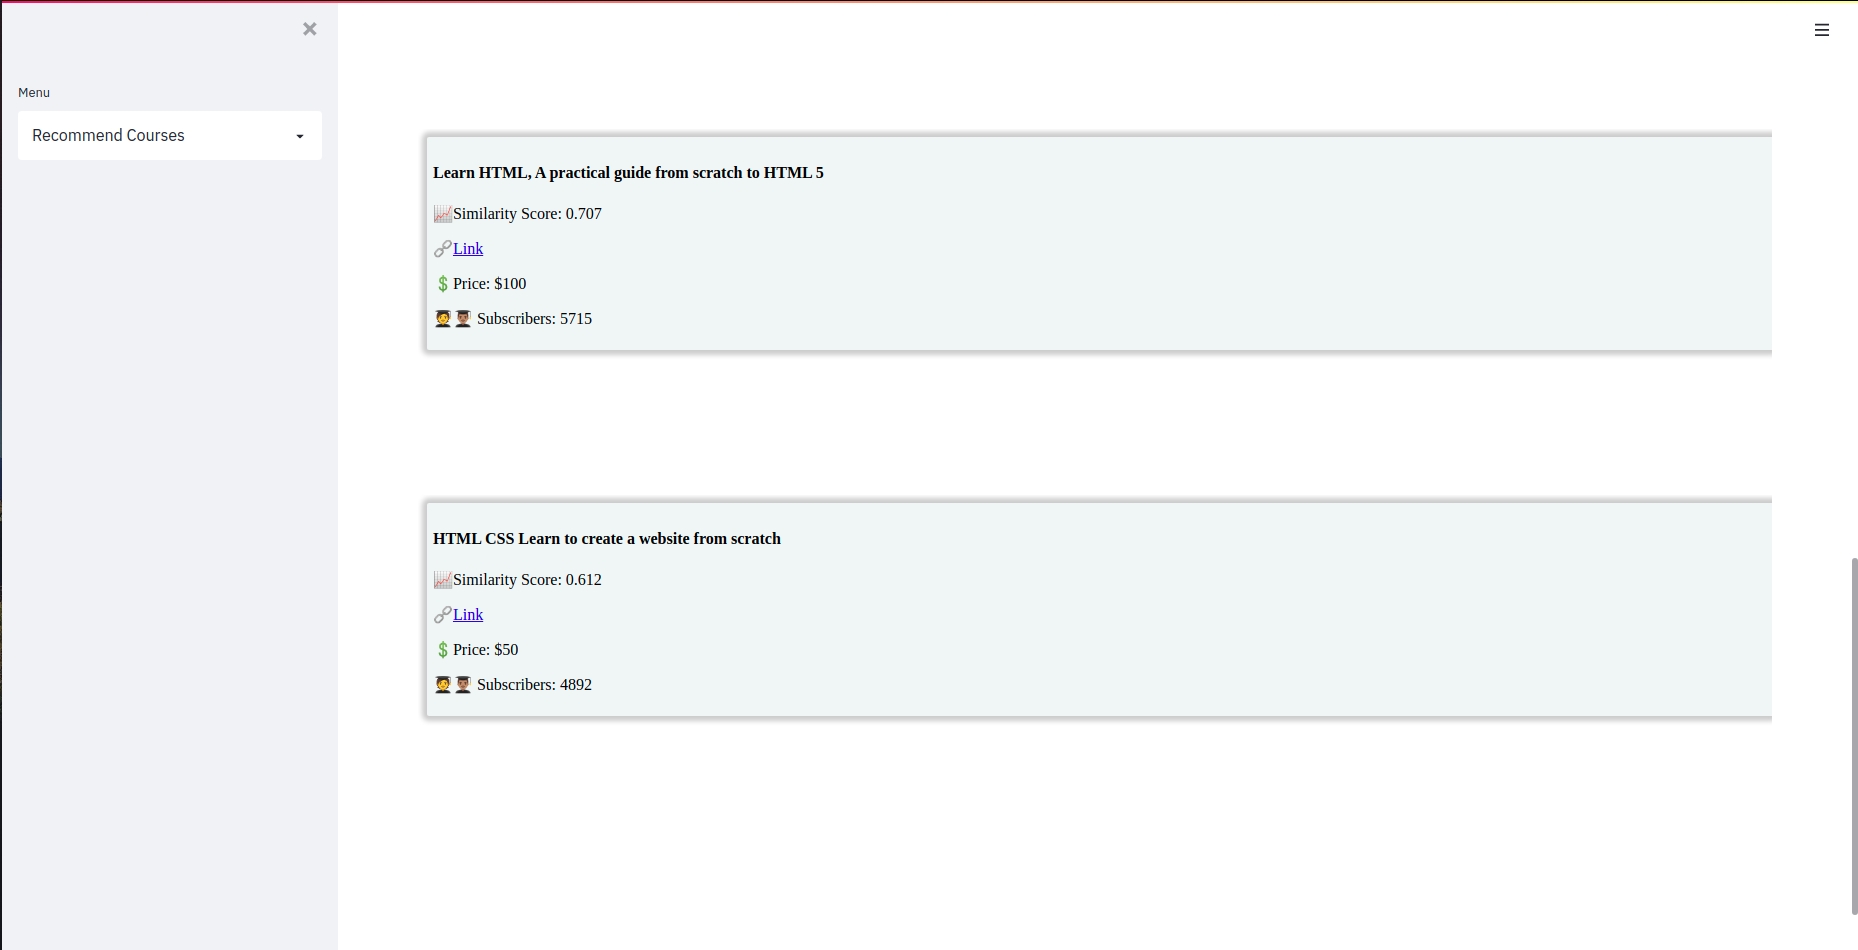 Menu
Recommend Courses
Learn HTML, A practical guide from scratch to HTML 5
📈Similarity Score: 0.707
🔗Link
💲Price: $100
🧑‍🎓👨🏽‍🎓 Subscribers: 5715
HTML CSS Learn to create a website from scratch
📈Similarity Score: 0.612
🔗Link
💲Price: $50
🧑‍🎓👨🏽‍🎓 Subscribers: 4892